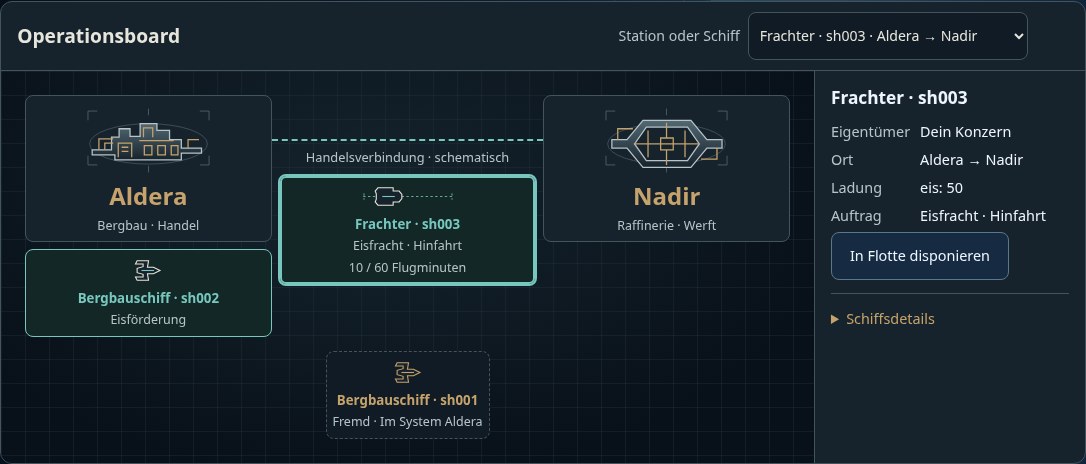 Operationsboard
Station oder Schiff
Frachter · sh003 · Aldera → Nadir
Aldera
Bergbau · Handel
Handelsverbindung · schematisch
Nadir
Raffinerie · Werft
Frachter · sh003
Eisfracht · Hinfahrt
10 / 60 Flugminuten
Bergbauschiff · sh002
Eisförderung
Bergbauschiff · sh001
Fremd · Im System Aldera
Frachter · sh003
Eigentümer Dein Konzern
Ort Aldera → Nadir
Ladung eis: 50
Auftrag Eisfracht · Hinfahrt
In Flotte disponieren
▶ Schiffsdetails